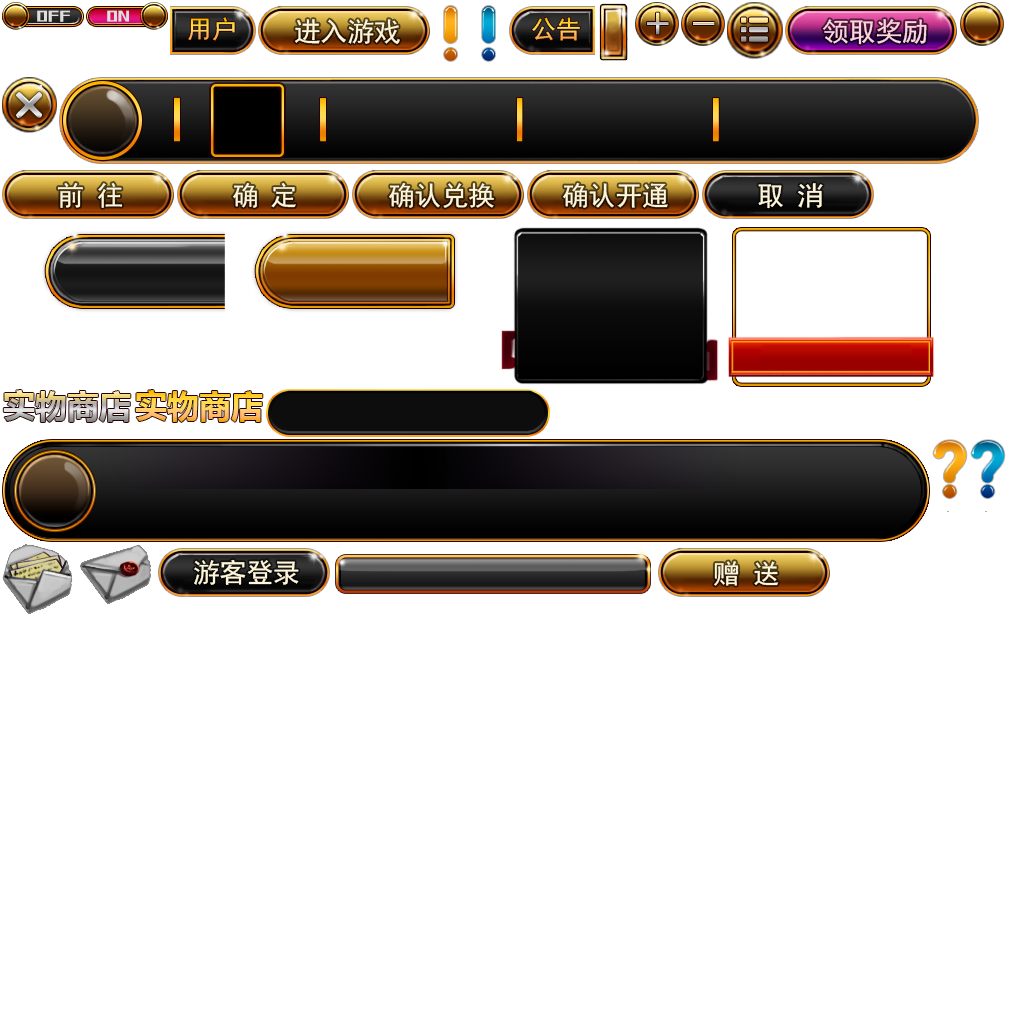 OFF
ON
用户
进入游戏
公告
领取奖励
前 往
确 定
确认兑换
确认开通
取 消
实物商店
实物商店
??
游客登录
赠 送